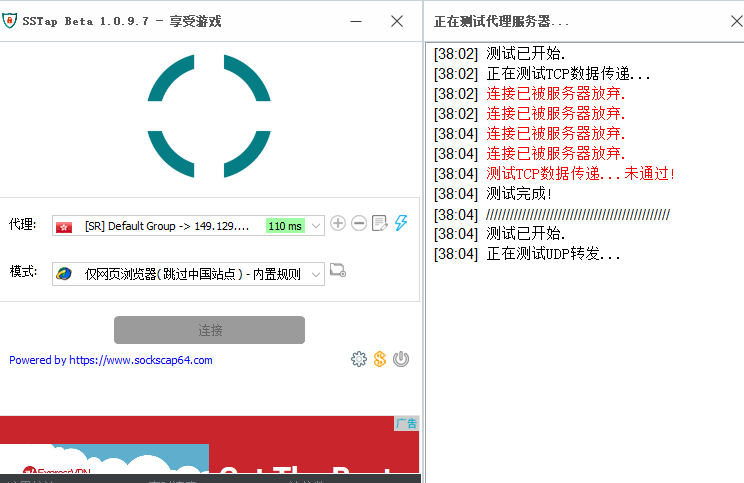 SSTap Beta 1.0.9.7 - 享受游戏
代理:
[SR] Default Group -> 149.129....
110 ms
模式:
仅网页浏览器(跳过中国站点) - 内置规则
连接
Powered by https://www.sockscap64.com
广告
ExpressVPN
正在测试代理服务器...
[38:02] 测试已开始.
[38:02] 正在测试TCP数据传递...
[38:02] 连接已被服务器放弃.
[38:02] 连接已被服务器放弃.
[38:04] 连接已被服务器放弃.
[38:04] 连接已被服务器放弃.
[38:04] 测试TCP数据传递...未通过!
[38:04] 测试完成!
[38:04] //////////////////////////////////////////////
[38:04] 测试已开始.
[38:04] 正在测试UDP转发...